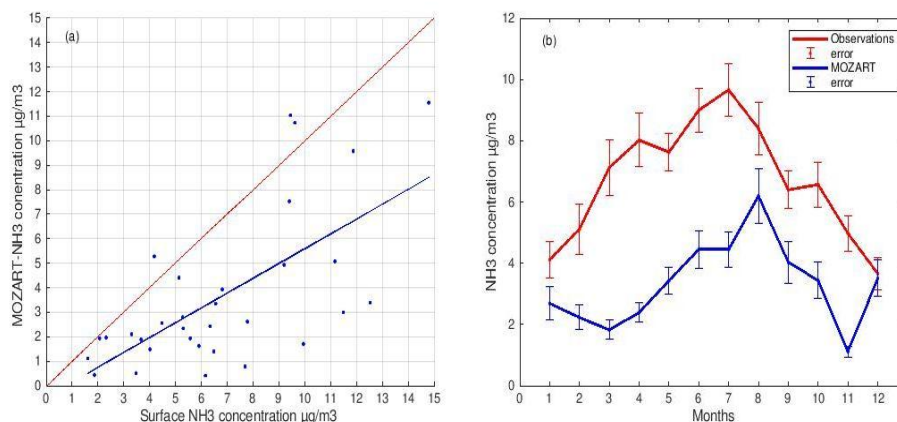 (a)
15
14
13
12
11
10
9
8
7
6
5
4
3
2
1
0
MOZART-NH3 concentration µg/m3
0 1 2 3 4 5 6 7 8 9 10 11 12 13 14 15
Surface NH3 concentration µg/m3
(b)
Observations
error
MOZART
error
12
10
8
6
4
2
0
NH3 concentration µg/m3
1 2 3 4 5 6 7 8 9 10 11 12
Months